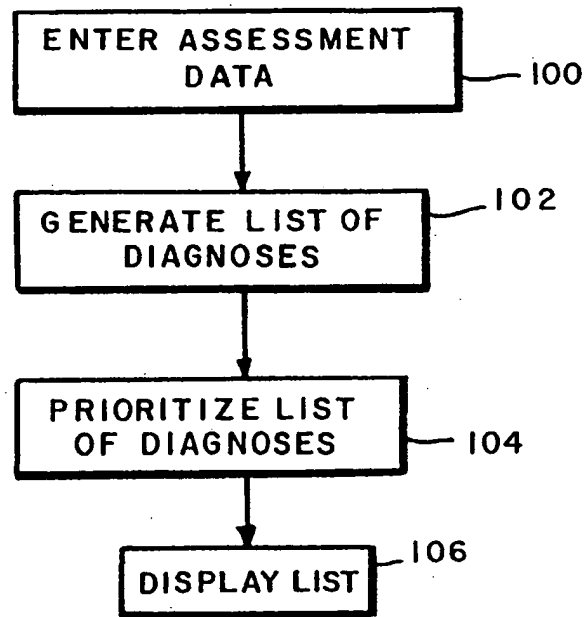 ENTER ASSESSMENT
DATA
100
GENERATE LIST OF
DIAGNOSES
102
PRIORITIZE LIST
OF DIAGNOSES
104
DISPLAY LIST
106